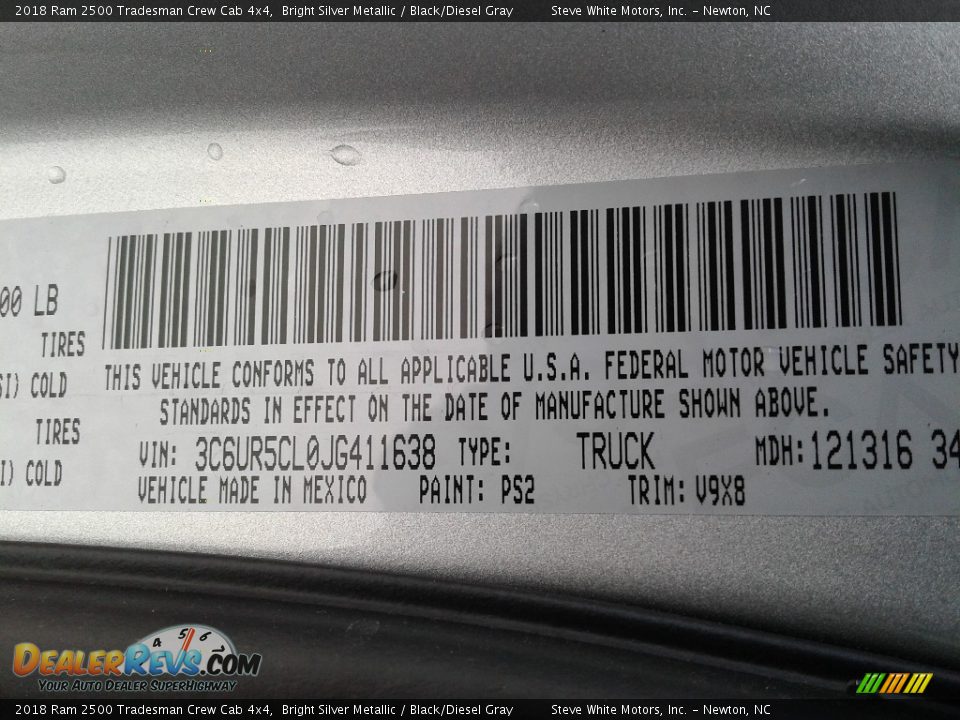 2018 Ram 2500 Tradesman Crew Cab 4x4, Bright Silver Metallic / Black/Diesel Gray Steve White Motors, Inc. - Newton, NC
00 LB
TIRES
SI) COLD
TIRES
I) COLD
THIS VEHICLE CONFORMS TO ALL APPLICABLE U.S.A. FEDERAL MOTOR VEHICLE SAFETY
STANDARDS IN EFFECT ON THE DATE OF MANUFACTURE SHOWN ABOVE.
VIN: 3C6UR5CL0JG411638 TYPE: TRUCK MDH: 121316 34
VEHICLE MADE IN MEXICO PAINT: PS2 TRIM: V9X8
4 5 6
DEALERREVS.COM
YOUR AUTO DEALER SUPERHIGHWAY
2018 Ram 2500 Tradesman Crew Cab 4x4, Bright Silver Metallic / Black/Diesel Gray Steve White Motors, Inc. - Newton, NC